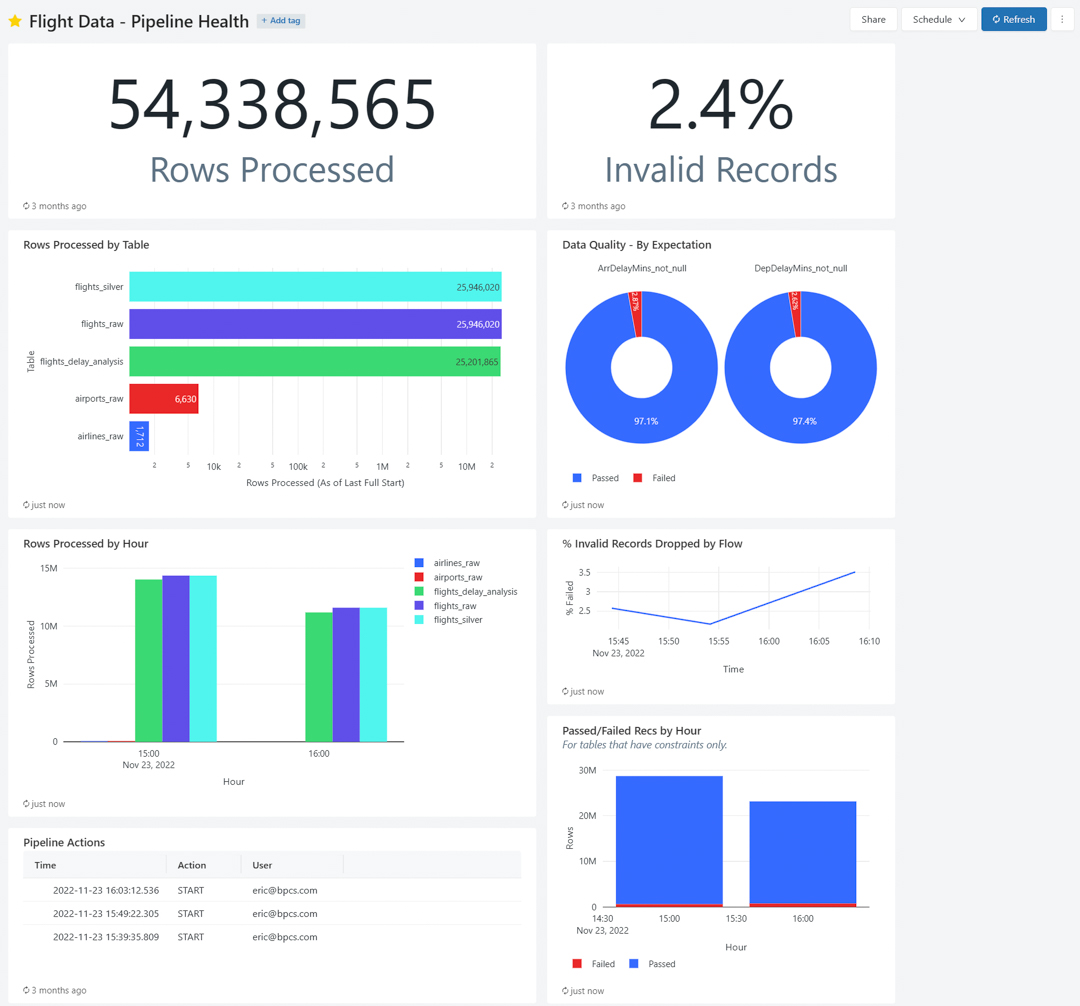 Flight Data - Pipeline Health
+ Add tag
Share
Schedule
Refresh
54,338,565
Rows Processed
3 months ago
2.4%
Invalid Records
3 months ago
Rows Processed by Table
Table
flights_silver
25,946,020
flights_raw
25,946,020
flights_delay_analysis
25,201,865
airports_raw
6,630
airlines_raw
1,712
2 5 10k 2 5 100k 2 5 1M 2 5 10M 2
Rows Processed (As of Last Full Start)
just now
Data Quality - By Expectation
ArrDelayMins_not_null
DepDelayMins_not_null
2.87%
2.62%
97.1%
97.4%
Passed
Failed
just now
Rows Processed by Hour
Rows Processed
15M
10M
5M
0
15:00
Nov 23, 2022
16:00
Hour
airlines_raw
airports_raw
flights_delay_analysis
flights_raw
flights_silver
just now
% Invalid Records Dropped by Flow
% Failed
3.5
3
2.5
15:45 15:50 15:55 16:00 16:05 16:10
Nov 23, 2022
Time
just now
Passed/Failed Recs by Hour
For tables that have constraints only.
Rows
30M
20M
10M
0
14:30 15:00 15:30 16:00
Nov 23, 2022
Hour
Failed
Passed
just now
Pipeline Actions
Time Action User
2022-11-23 16:03:12.536 START eric@bpcs.com
2022-11-23 15:49:22.305 START eric@bpcs.com
2022-11-23 15:39:35.809 START eric@bpcs.com
3 months ago